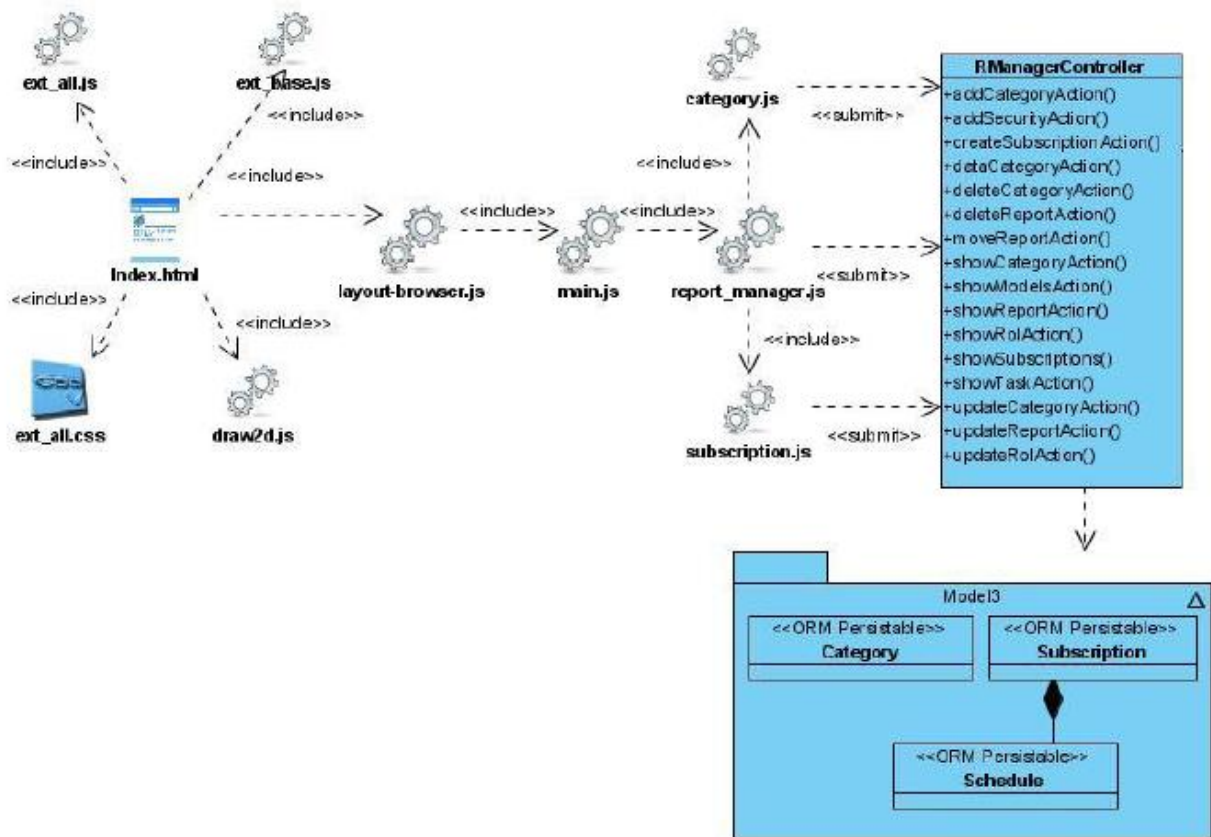 ext_all.js
ext_base.js
<<include>>
<<include>>
<<include>>
Index.html
<<include>>
<<include>>
ext_all.css
draw2d.js
layout-browser.js
<<include>>
main.js
<<include>>
report_manager.js
category.js
<<include>>
<<include>>
subscription.js
<<submit>>
<<submit>>
<<submit>>
RManagerController
+addCategoryAction()
+addSecurityAction()
+createSubscriptionAction()
+dataCategoryAction()
+deleteCategoryAction()
+deleteReportAction()
+moveReportAction()
+showCategoryAction()
+showModelsAction()
+showReportAction()
+showRolAction()
+showSubscriptions()
+showTaskAction()
+updateCategoryAction()
+updateReportAction()
+updateRolAction()
Model3
<<ORM Persistable>>
Category
<<ORM Persistable>>
Subscription
<<ORM Persistable>>
Schedule